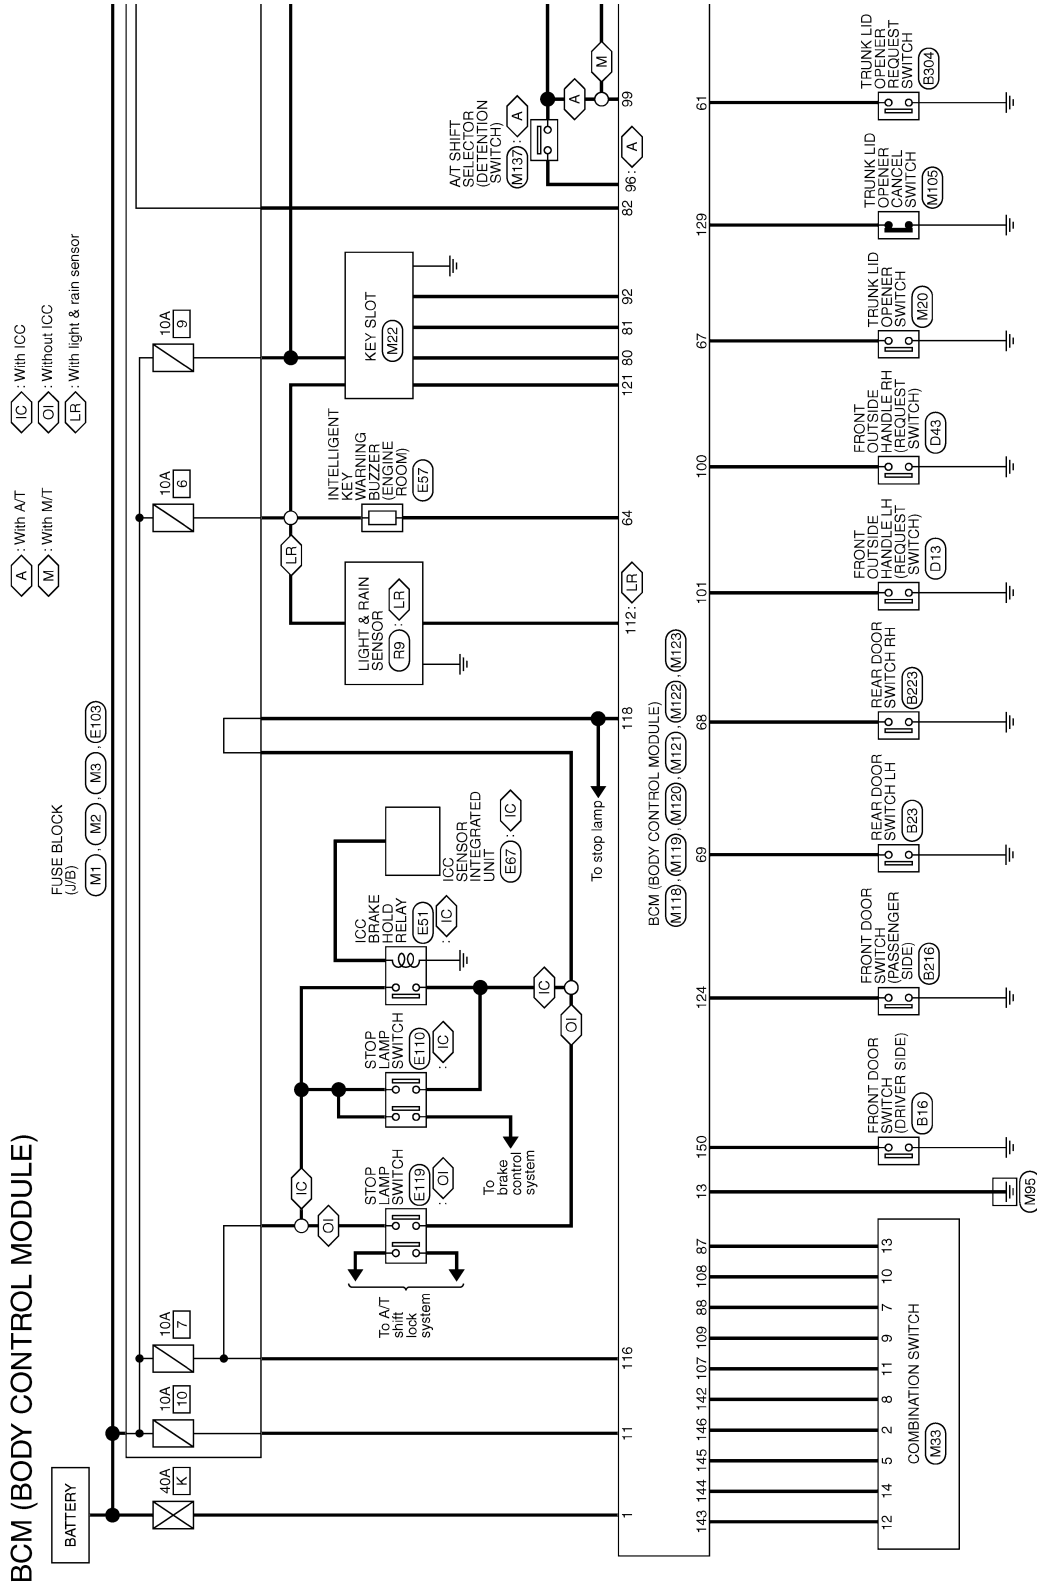 BCM (BODY CONTROL MODULE)
BATTERY
40A
K
10A
10
10A
7
10A
6
10A
9
FUSE BLOCK
(J/B)
M1 , M2 , M3 , E103
A : With A/T
M : With M/T
IC : With ICC
OI : Without ICC
LR : With light & rain sensor
To A/T
shift
lock
system
IC
OI
STOP
LAMP
SWITCH
E119
: OI
To
brake
control
system
STOP
LAMP
SWITCH
E110
: IC
ICC
BRAKE
HOLD
RELAY
E51
: IC
IC
OI
ICC
SENSOR
INTEGRATED
UNIT
E67 : IC
To stop lamp
LIGHT & RAIN
SENSOR
R9 : LR
LR
INTELLIGENT
KEY
WARNING
BUZZER
(ENGINE
ROOM)
E57
KEY SLOT
M22
A/T SHIFT
SELECTOR
(DETENTION
SWITCH)
M137 : A
A
M
1
11
116
118
112 : LR
64
121
80
81
92
82
96 : A
99
BCM (BODY CONTROL MODULE)
M118 , M119 , M120 , M121 , M122 , M123
143
144
145
146
142
107
109
88
108
87
13
150
124
69
68
101
100
67
129
61
12
14
5
2
8
11
9
7
10
13
COMBINATION SWITCH
M33
M95
FRONT DOOR
SWITCH
(DRIVER SIDE)
B16
FRONT DOOR
SWITCH
(PASSENGER
SIDE)
B216
REAR DOOR
SWITCH LH
B23
REAR DOOR
SWITCH RH
B223
FRONT
OUTSIDE
HANDLE LH
(REQUEST
SWITCH)
D13
FRONT
OUTSIDE
HANDLE RH
(REQUEST
SWITCH)
D43
TRUNK LID
OPENER
SWITCH
M20
TRUNK LID
OPENER
CANCEL
SWITCH
M105
TRUNK LID
OPENER
REQUEST
SWITCH
B304